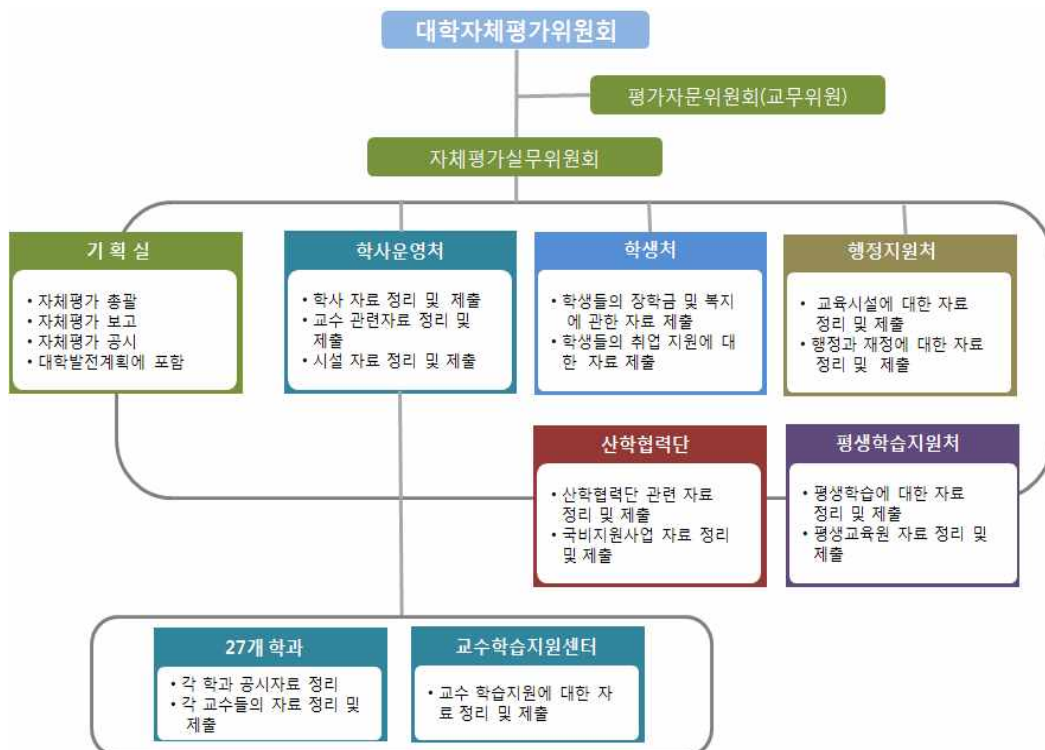 대학자체평가위원회
평가자문위원회(교무위원)
자체평가실무위원회
기 획 실
• 자체평가 총괄
• 자체평가 보고
• 자체평가 공시
• 대학발전계획에 포함
학사운영처
• 학사 자료 정리 및 제출
• 교수 관련자료 정리 및
제출
• 시설 자료 정리 및 제출
학생처
• 학생들의 장학금 및 복지
에 관한 자료 제출
• 학생들의 취업 지원에 대
한 자료 제출
행정지원처
• 교육시설에 대한 자료
정리 및 제출
• 행정과 재정에 대한 자료
정리 및 제출
산학협력단
• 산학협력단 관련 자료
정리 및 제출
• 국비지원사업 자료 정리
및 제출
평생학습지원처
• 평생학습에 대한 자료
정리 및 제출
• 평생교육원 자료 정리 및
제출
27개 학과
• 각 학과 공시자료 정리
• 각 교수들의 자료 정리 및
제출
교수학습지원센터
• 교수 학습지원에 대한 자
료 정리 및 제출